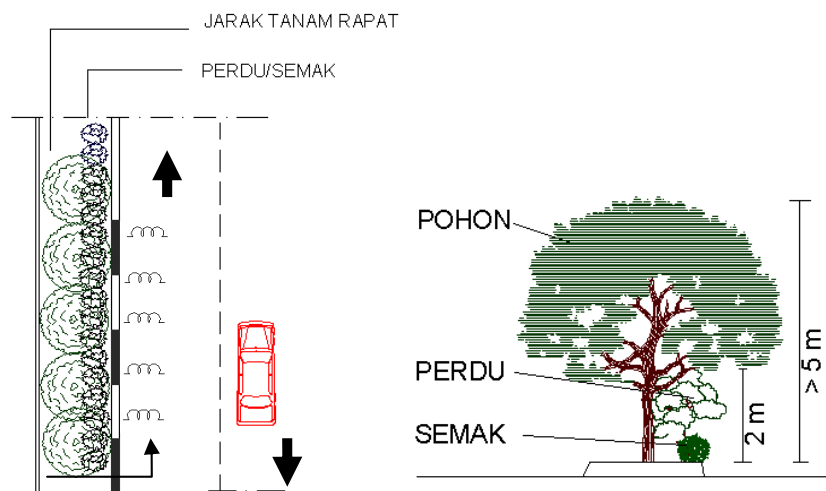 JARAK TANAM RAPAT
PERDU/SEMAK
POHON
PERDU
SEMAK
2 m
> 5 m